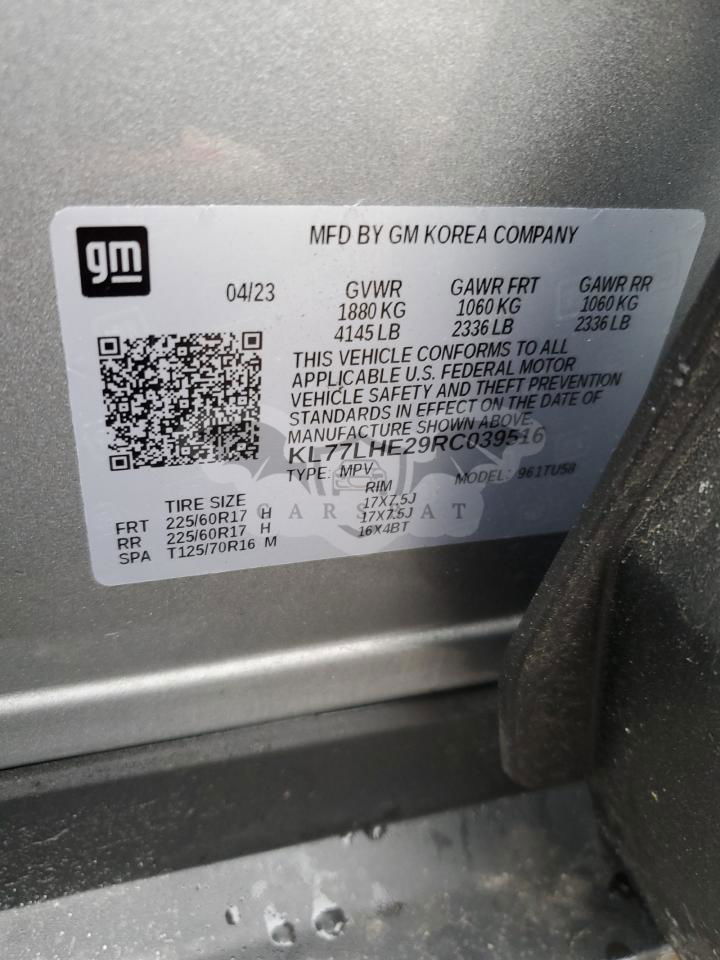 gm
MFD BY GM KOREA COMPANY
04/23 GVWR GAWR FRT GAWR RR
1880 KG 1060 KG 1060 KG
4145 LB 2336 LB 2336 LB
THIS VEHICLE CONFORMS TO ALL
APPLICABLE U.S. FEDERAL MOTOR
VEHICLE SAFETY AND THEFT PREVENTION
STANDARDS IN EFFECT ON THE DATE OF
MANUFACTURE SHOWN ABOVE.
KL77LHE29RC039516
TYPE: MPV MODEL: 961TU58
TIRE SIZE RIM
FRT 225/60R17 H 17X7.5J
RR 225/60R17 H 17X7.5J
SPA T125/70R16 M 16X4BT